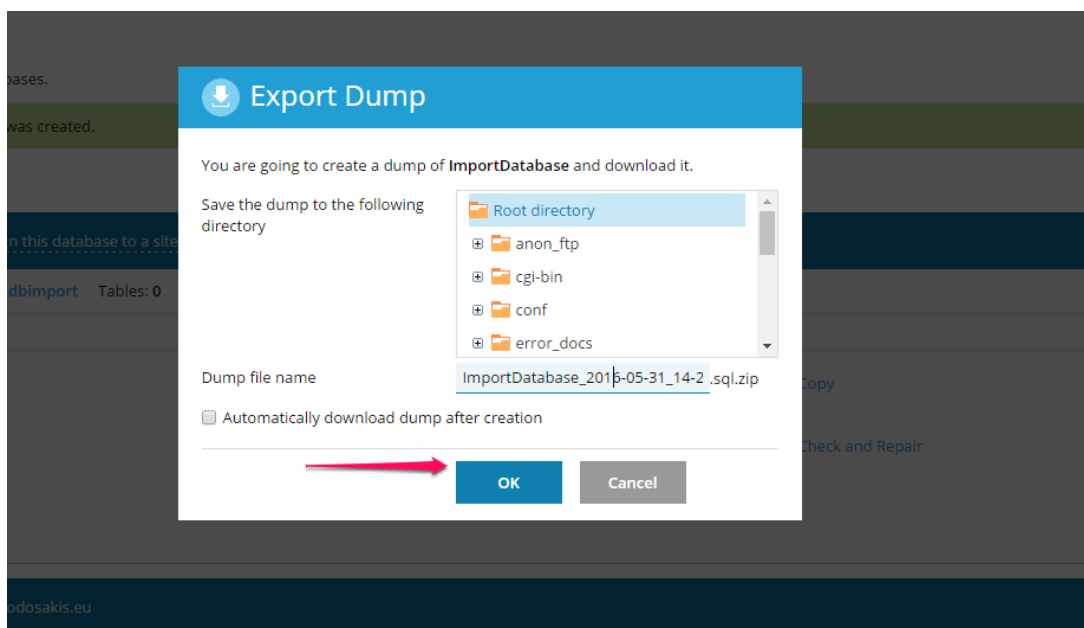 bases.
was created.
Export Dump
You are going to create a dump of ImportDatabase and download it.
Save the dump to the following
directory
Root directory
anon_ftp
cgi-bin
conf
error_docs
n this database to a site
dbimport Tables: 0
Dump file name
ImportDatabase_2016-05-31_14-2 .sql.zip
Copy
Automatically download dump after creation
Check and Repair
OK
Cancel
odosakis.eu